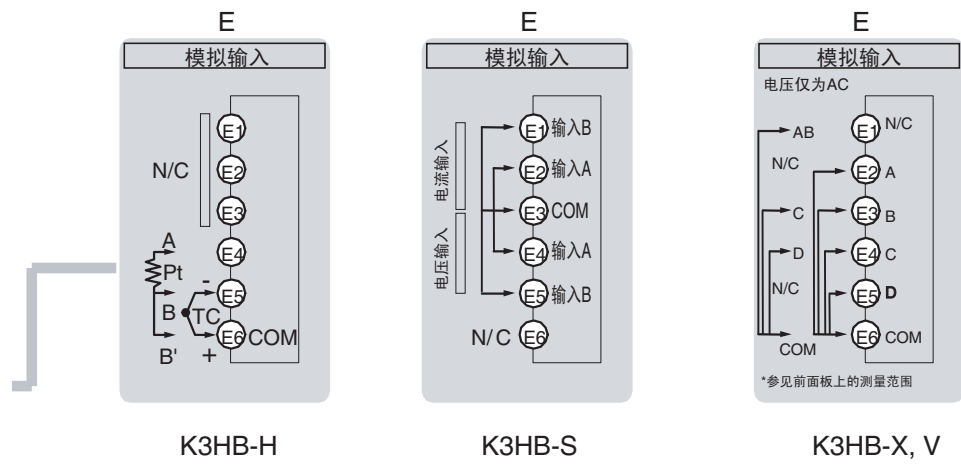 E
模拟输入
E1
N/C
E2
E3
A
E4
Pt
-
E5
B
TC
E6
COM
B'
+
K3HB-H
E
模拟输入
电流输入
E1
输入B
E2
输入A
E3
COM
电压输入
E4
输入A
E5
输入B
N/C
E6
K3HB-S
E
模拟输入
电压仅为AC
AB
E1
N/C
N/C
E2
A
C
E3
B
D
E4
C
N/C
E5
D
E6
COM
COM
*参见前面板上的测量范围
K3HB-X, V